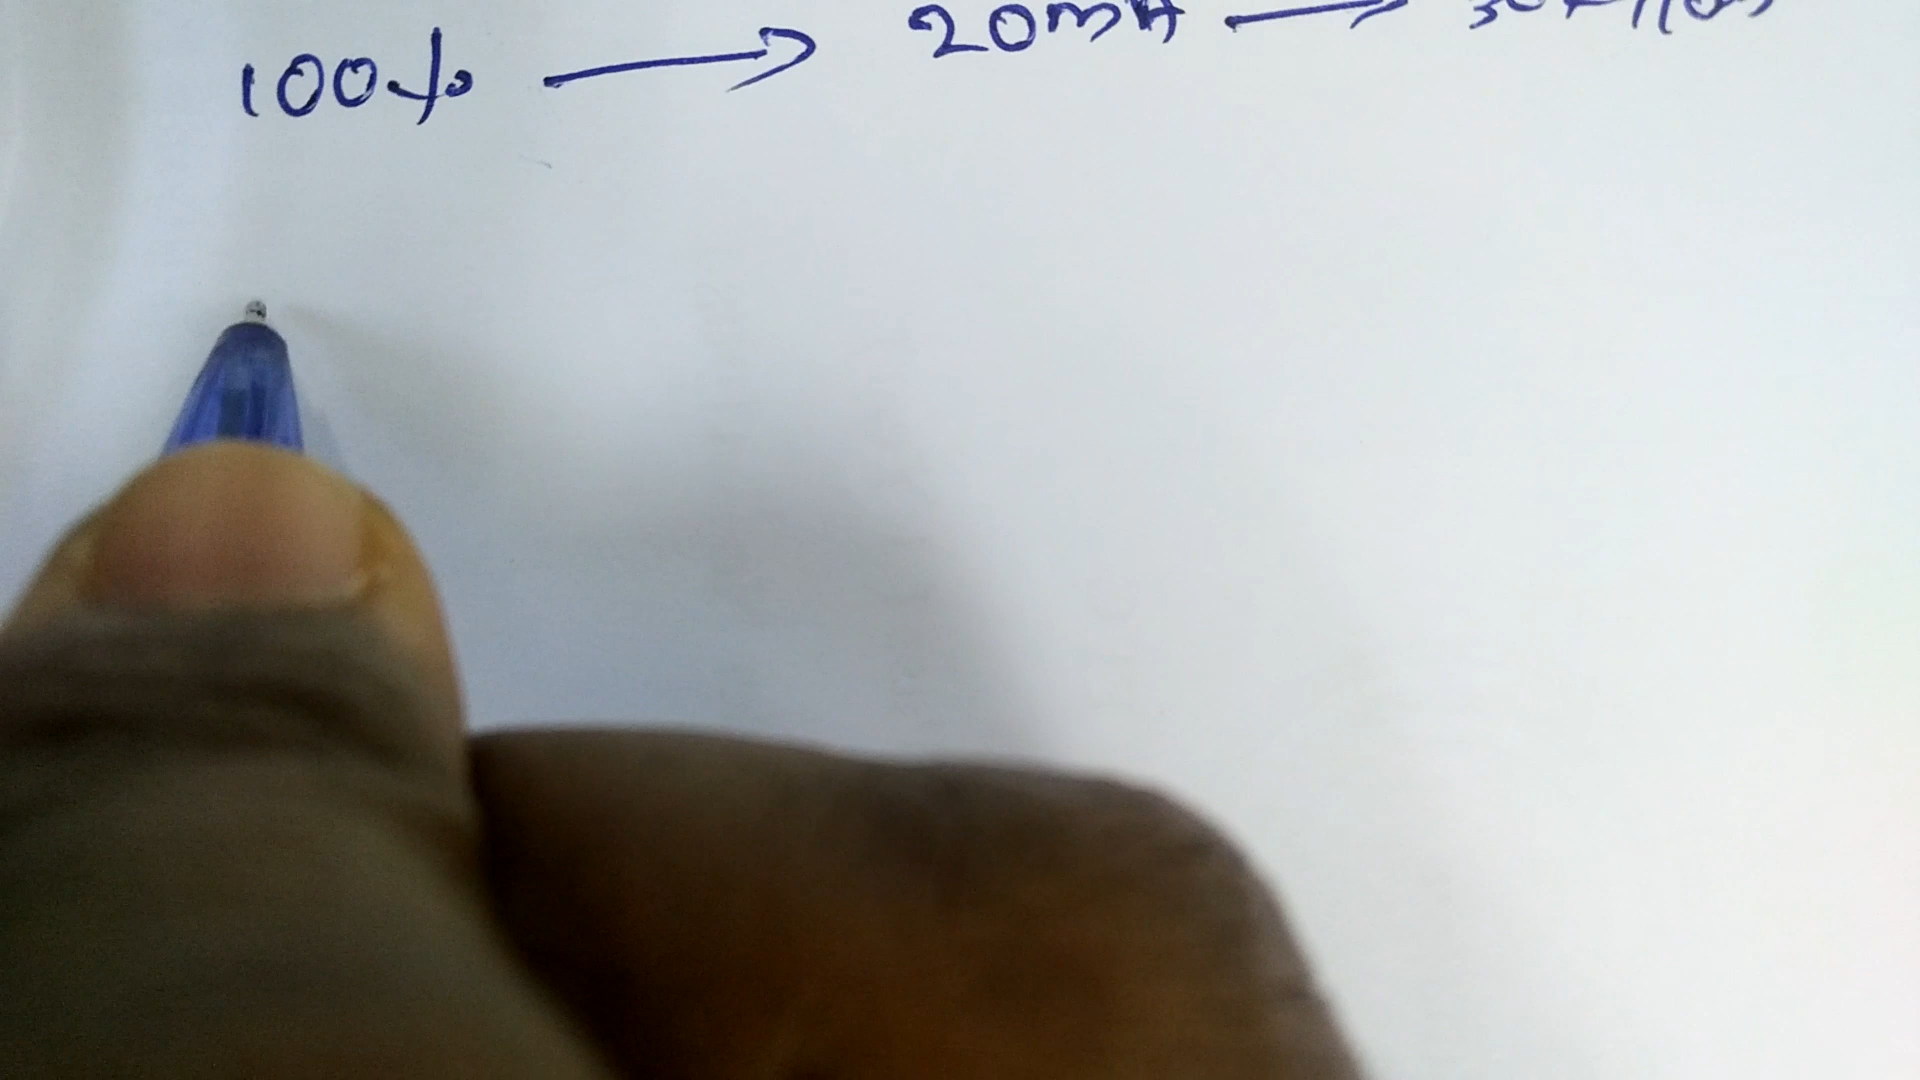 100% → 20mA →